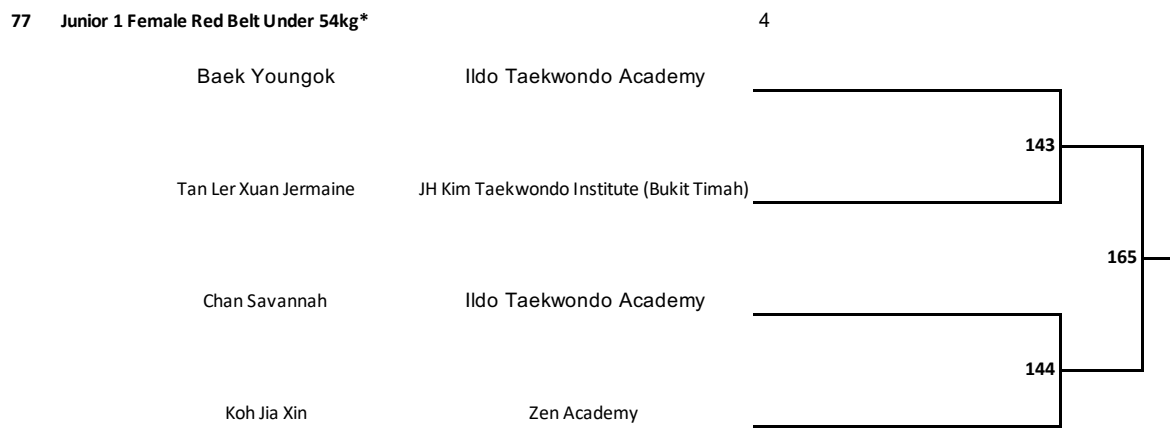 77 Junior 1 Female Red Belt Under 54kg* 4
Baek Youngok Ildo Taekwondo Academy
143
Tan Ler Xuan Jermaine JH Kim Taekwondo Institute (Bukit Timah)
165
Chan Savannah Ildo Taekwondo Academy
144
Koh Jia Xin Zen Academy